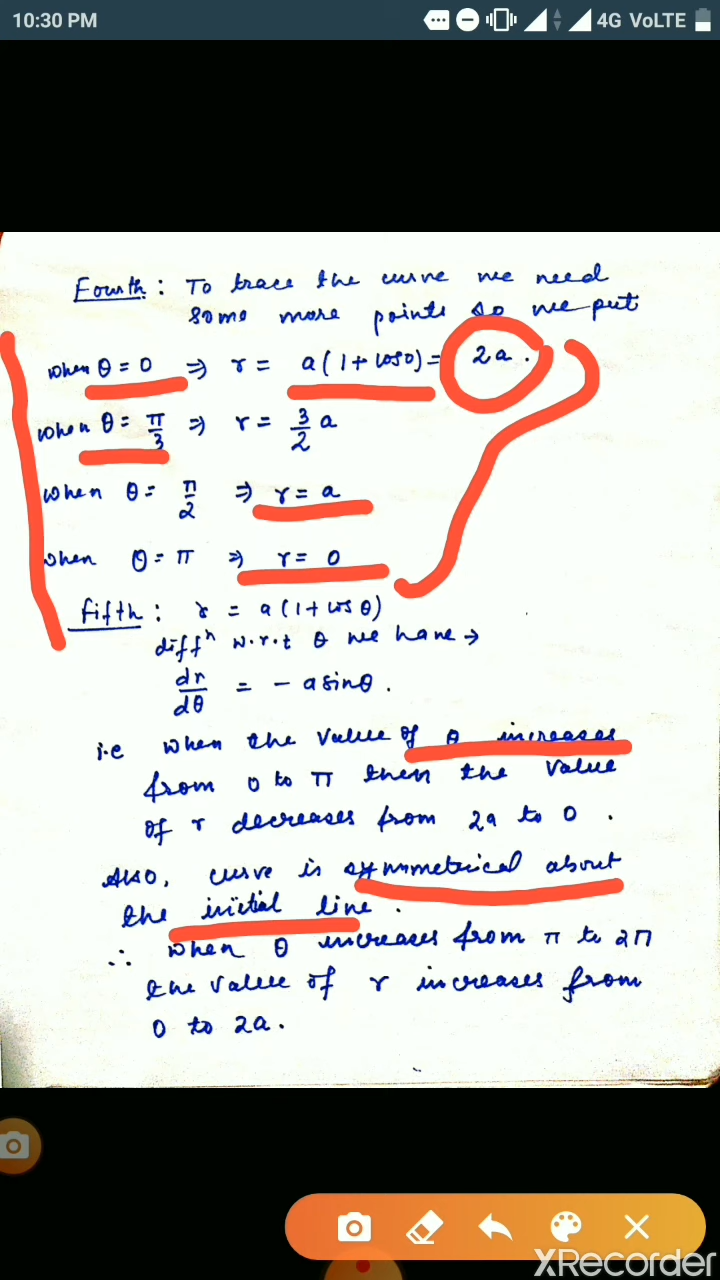 10:30 PM 4G VoLTE
Fourth : To trace the curve we need
some more points so we put
when θ = 0 ⇒ r = a(1+cos0) = 2a.
when θ = π/3 ⇒ r = 3/2 a
when θ = π/2 ⇒ r = a
when θ = π ⇒ r = 0
Fifth : r = a(1+cos θ)
diffⁿ w.r.t θ we have →
dr/dθ = - a sinθ .
i.e when the value of θ increases
from 0 to π then the value
of r decreases from 2a to 0 .
Also, curve is symmetrical about
the initial line .
∴ when θ increases from π to 2π
the value of r increases from
0 to 2a .
XRecorder